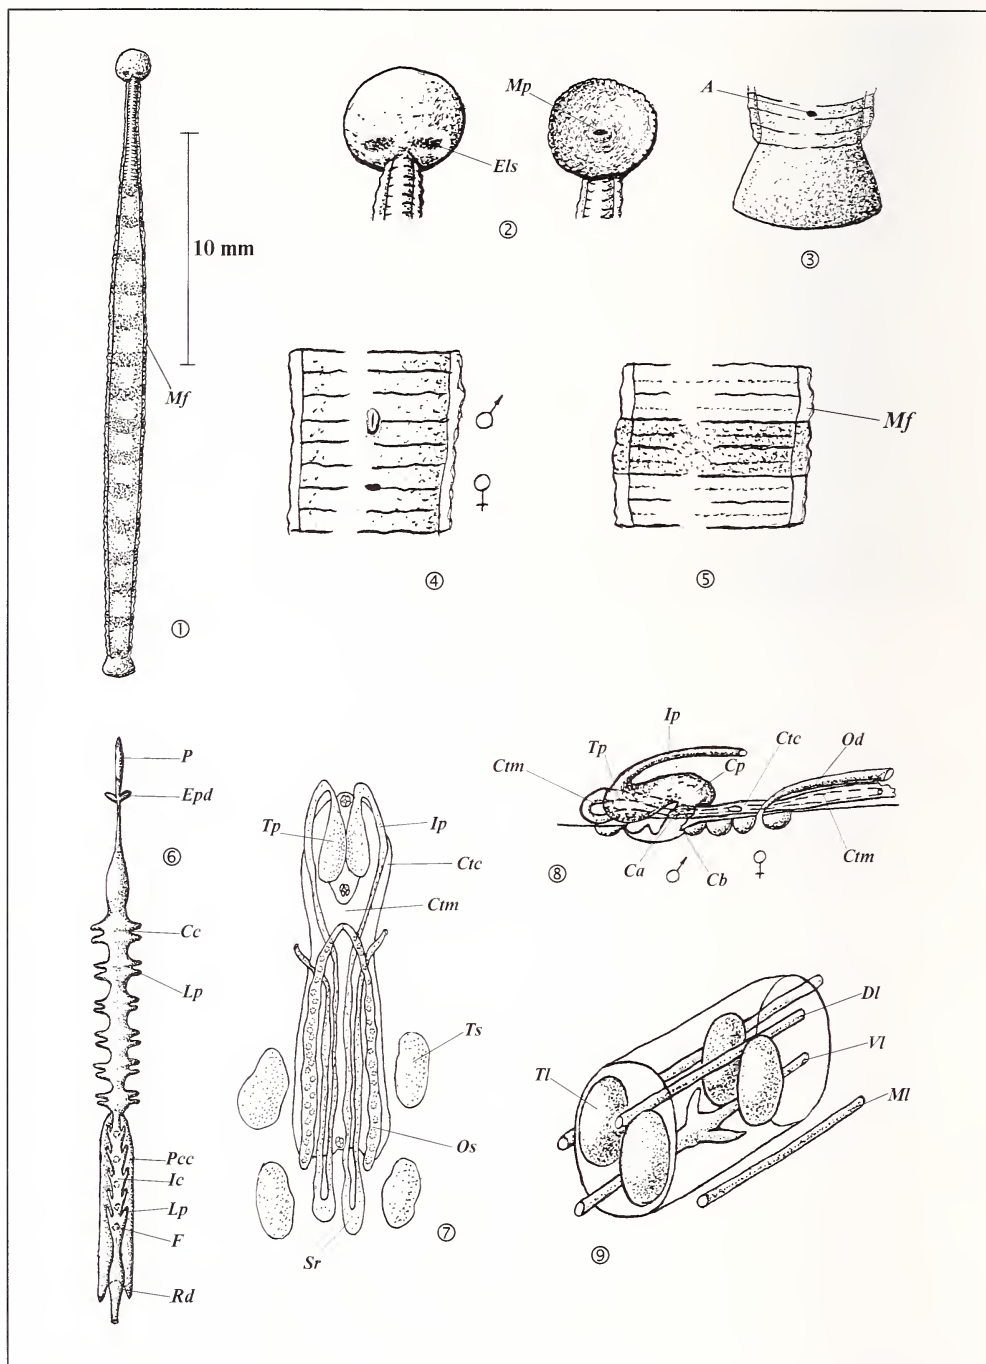 Mp
A
Els
②
③
10 mm
Mf
♂
Mf
♀
④
⑤
①
P
Epd
⑥
Cc
Lp
Pcc
Ic
Lp
F
Rd
Tp
Ip
Ctc
Ctm
Ts
Os
Sr
⑦
Ip
Tp
Ctc
Od
Ctm
Cp
Ca
♂
Cb
♀
Ctm
⑧
Dl
Vl
Tl
Ml
⑨